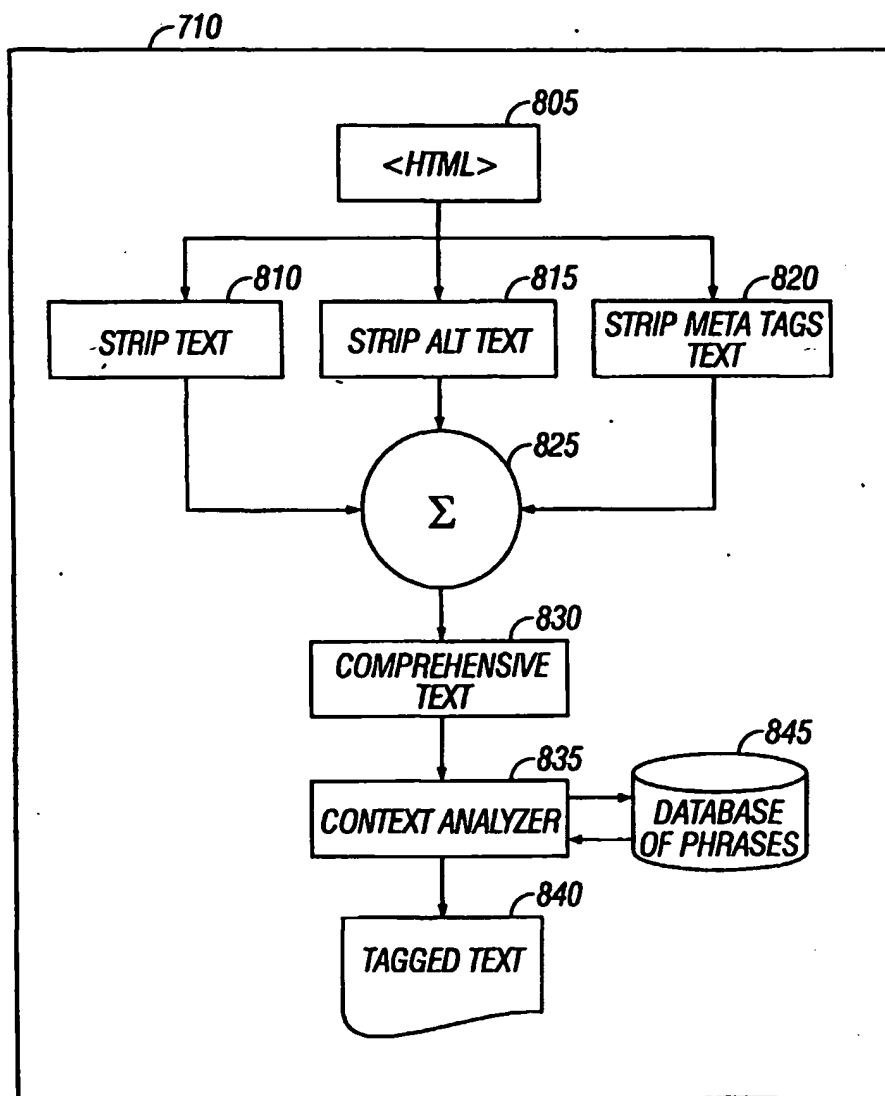 710
805
<HTML>
810
815
820
STRIP TEXT
STRIP ALT TEXT
STRIP META TAGS
TEXT
825
Σ
830
COMPREHENSIVE
TEXT
835
845
CONTEXT ANALYZER
DATABASE
OF PHRASES
840
TAGGED TEXT